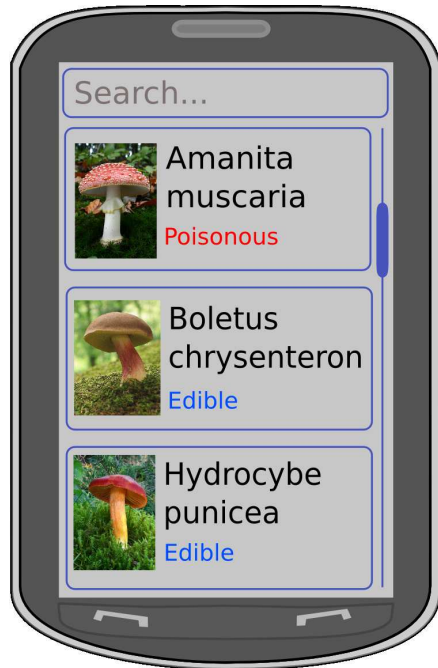 Search...
Amanita
muscaria
Poisonous
Boletus
chrysenteron
Edible
Hydrocybe
punicea
Edible